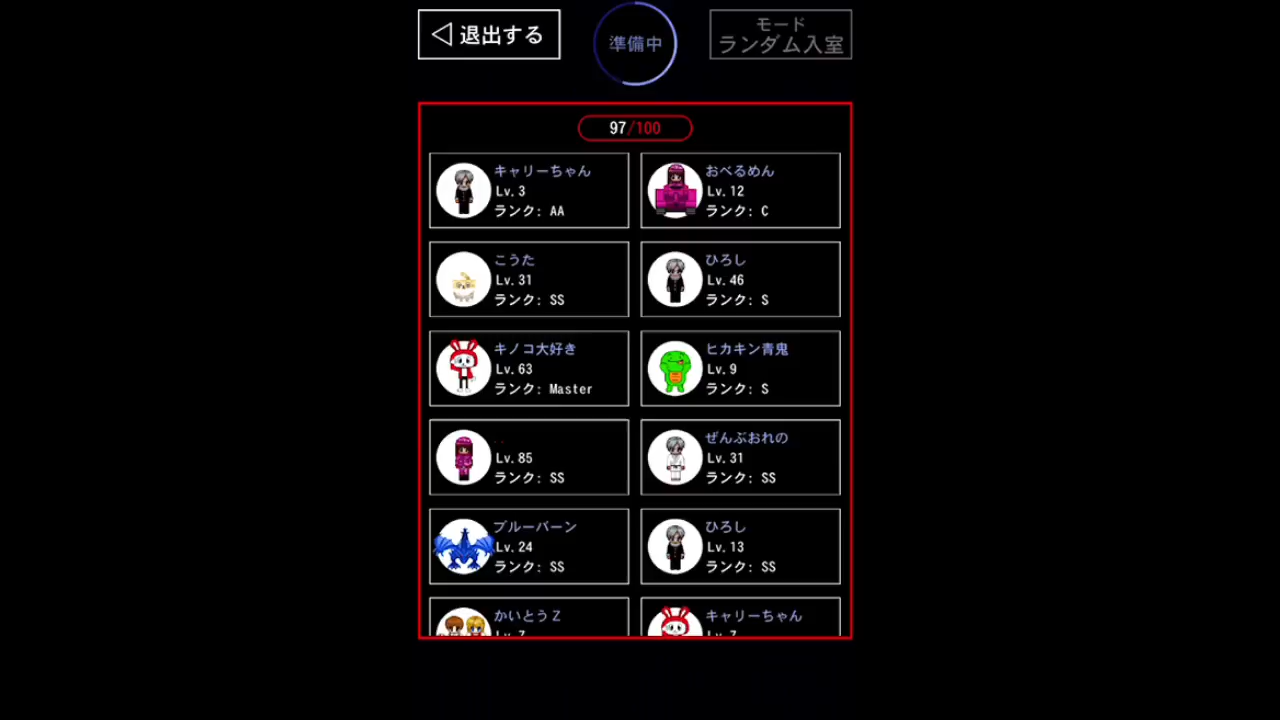 ◁ 退出する
準備中
モード
ランダム入室
97/100
キャリーちゃん
Lv.3
ランク: AA
おべるめん
Lv.12
ランク: C
こうた
Lv.31
ランク: SS
ひろし
Lv.46
ランク: S
キノコ大好き
Lv.63
ランク: Master
ヒカキン青鬼
Lv.9
ランク: S
..
Lv.85
ランク: SS
ぜんぶおれの
Lv.31
ランク: SS
ブルーバーン
Lv.24
ランク: SS
ひろし
Lv.13
ランク: SS
かいとうZ
Lv.7
キャリーちゃん
Lv.7